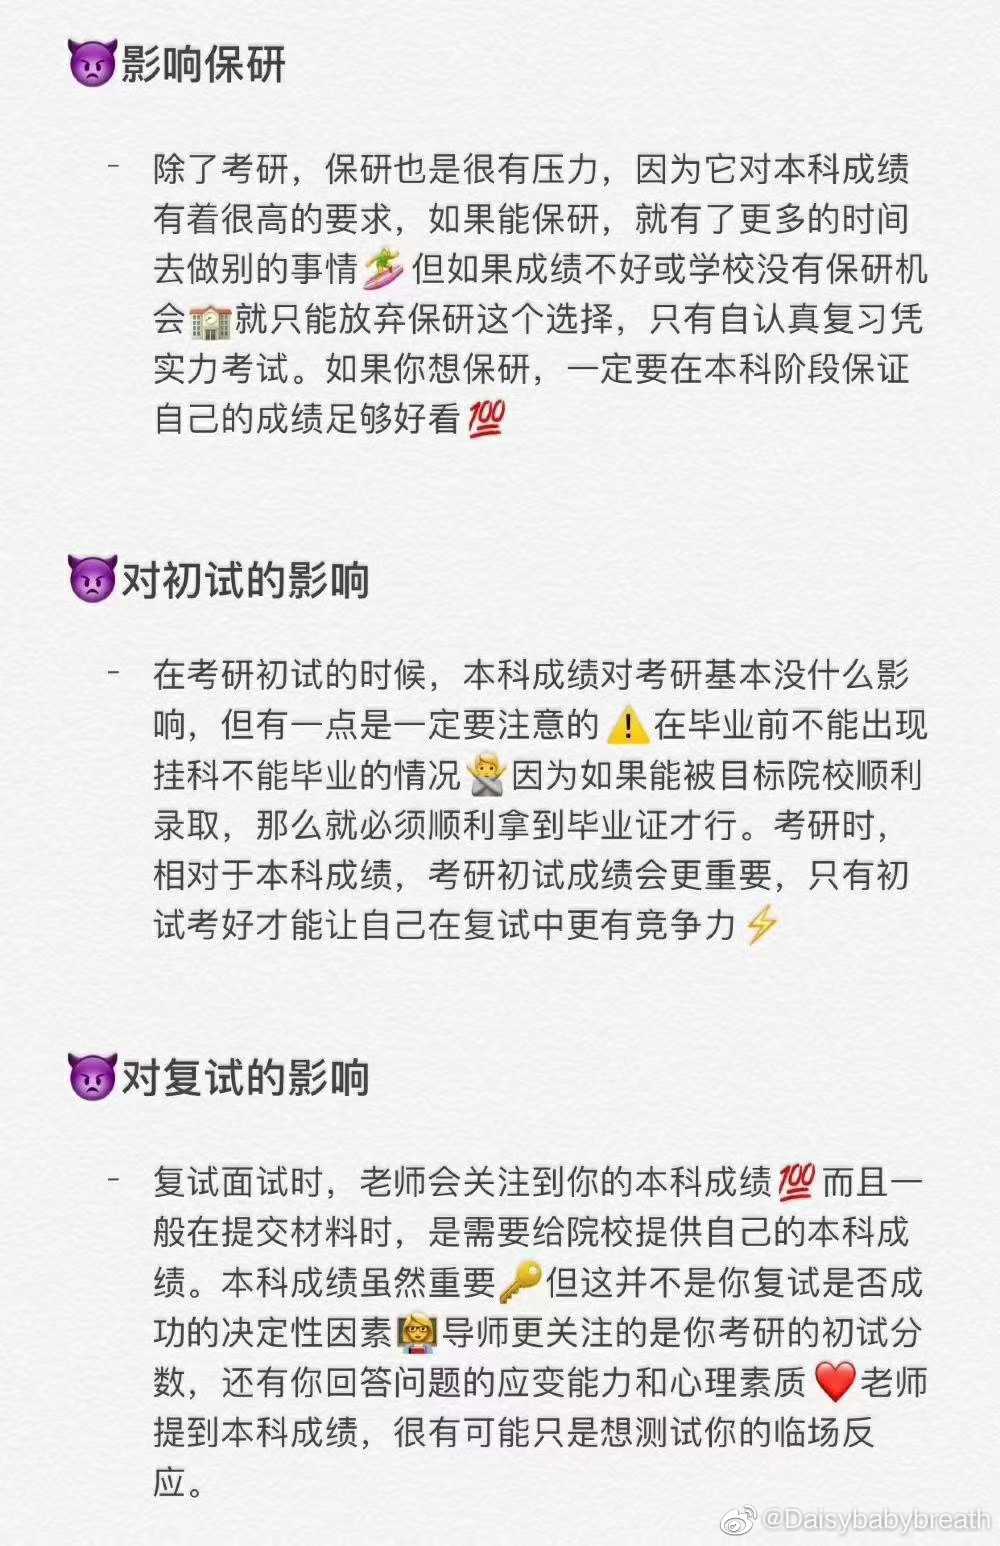 😈影响保研
- 除了考研，保研也是很有压力，因为它对本科成绩
有着很高的要求，如果能保研，就有了更多的时间
去做别的事情🏄但如果成绩不好或学校没有保研机
会🏫就只能放弃保研这个选择，只有自认真复习凭
实力考试。如果你想保研，一定要在本科阶段保证
自己的成绩足够好看💯
👿对初试的影响
- 在考研初试的时候，本科成绩对考研基本没什么影
响，但有一点是一定要注意的⚠️在毕业前不能出现
挂科不能毕业的情况🙅因为如果能被目标院校顺利
录取，那么就必须顺利拿到毕业证才行。考研时，
相对于本科成绩，考研初试成绩会更重要，只有初
试考好才能让自己在复试中更有竞争力⚡
👿对复试的影响
- 复试面试时，老师会关注到你的本科成绩💯而且一
般在提交材料时，是需要给院校提供自己的本科成
绩。本科成绩虽然重要🔑但这并不是你复试是否成
功的决定性因素👩‍🏫导师更关注的是你考研的初试分
数，还有你回答问题的应变能力和心理素质❤️老师
提到本科成绩，很有可能只是想测试你的临场反
应。
@Daisybabybreath